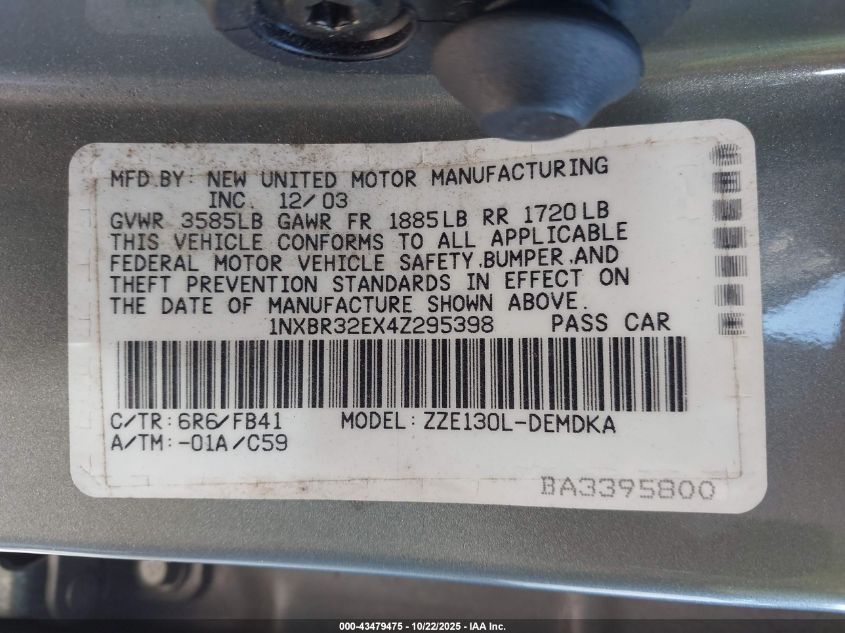 MFD.BY: NEW UNITED MOTOR MANUFACTURING
INC. 12/03
GVWR 3585LB GAWR FR 1885LB RR 1720LB
THIS VEHICLE CONFORMS TO ALL APPLICABLE
FEDERAL MOTOR VEHICLE SAFETY,BUMPER,AND
THEFT PREVENTION STANDARDS IN EFFECT ON
THE DATE OF MANUFACTURE SHOWN ABOVE.
1NXBR32EX4Z295398 PASS CAR
C/TR:6R6/FB41 MODEL:ZZE130L-DEMDKA
A/TM:-01A/C59
BA3395800
000-43479475 - 10/22/2025 - IAA Inc.